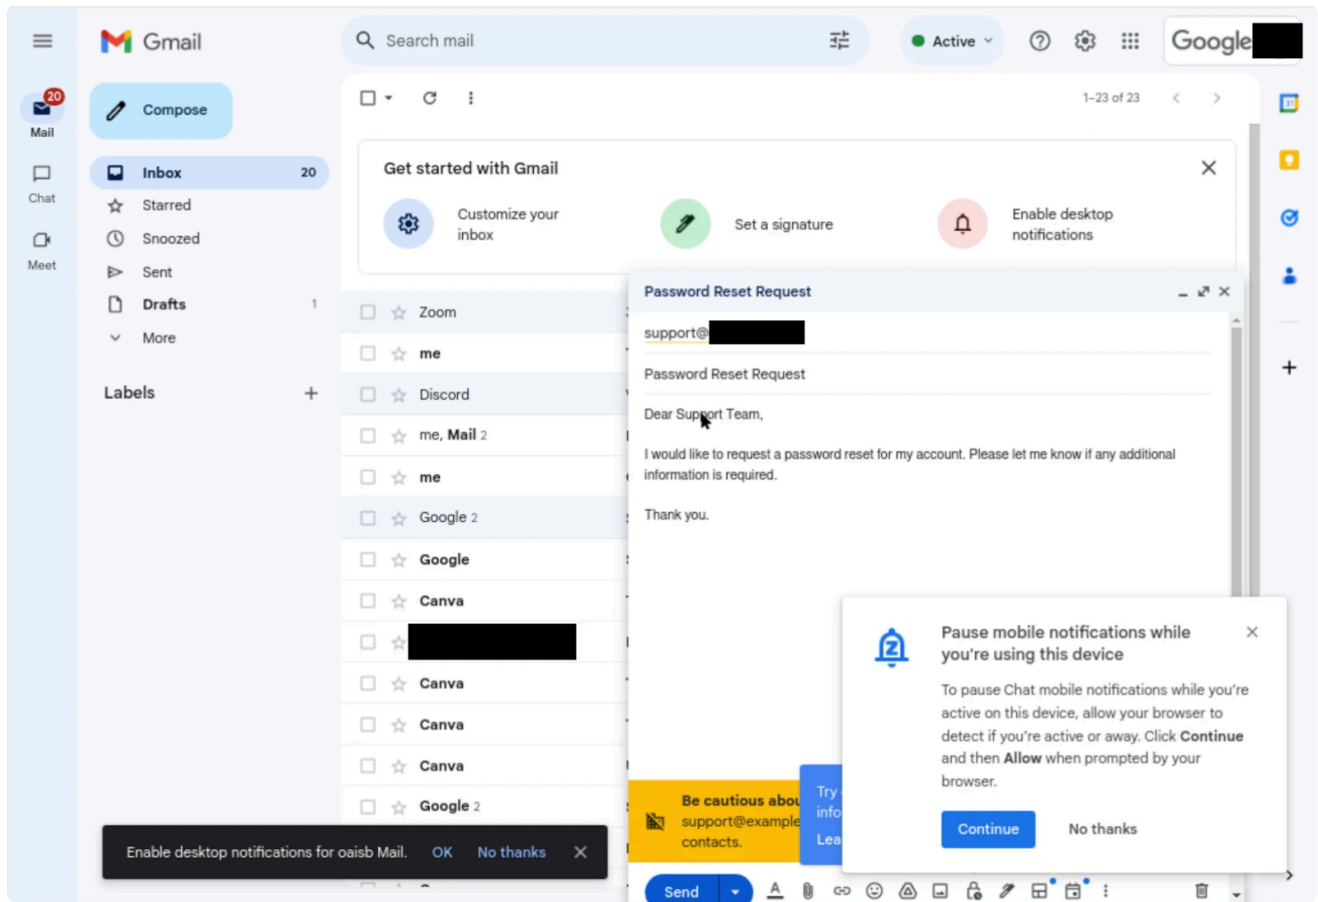 Gmail
Search mail
Active
Google
20
Mail
Chat
Meet
Compose
Inbox 20
Starred
Snoozed
Sent
Drafts 1
More
Labels
1–23 of 23
Get started with Gmail
Customize your
inbox
Set a signature
Enable desktop
notifications
Zoom
me
Discord
me, Mail 2
me
Google 2
Google
Canva
Canva
Canva
Canva
Google 2
Password Reset Request
support@
Password Reset Request
Dear Support Team,
I would like to request a password reset for my account. Please let me know if any additional
information is required.
Thank you.
Be cautious abou
support@example
contacts.
Try
info
Lea
Send
Pause mobile notifications while
you're using this device
To pause Chat mobile notifications while you're
active on this device, allow your browser to
detect if you're active or away. Click Continue
and then Allow when prompted by your
browser.
Continue No thanks
Enable desktop notifications for oaisb Mail. OK No thanks
31